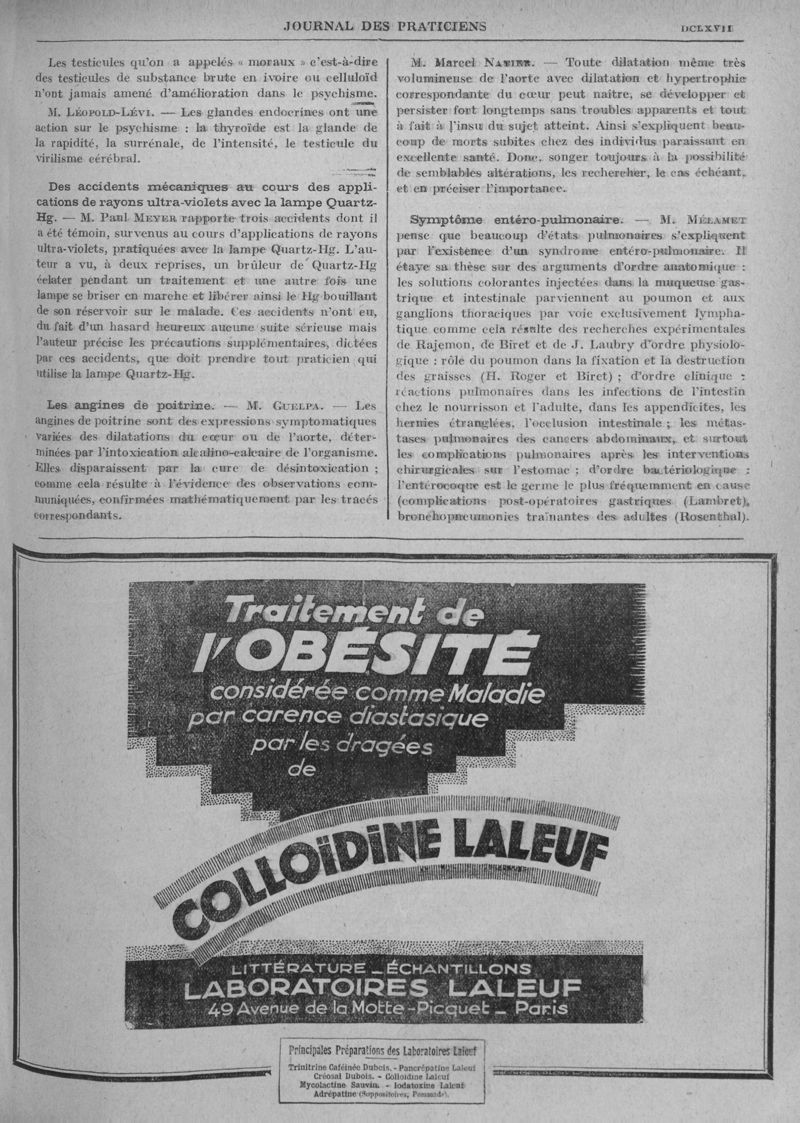 JOURNAL DES PRATICIENS
DCLXVII
Les testicules qu'on a appelés « moraux » c'est-à-dire
des testicules de substance brute en ivoire ou celluloïd
n'ont jamais amené d'amélioration dans le psychisme.
M. LÉOPOLD-LÉVI. — Les glandes endocrines ont une
action sur le psychisme : la thyroïde est la glande de
la rapidité, la surrénale, de l'intensité, le testicule du
virilisme cérébral.
Des accidents mécaniques au cours des appli-
cations de rayons ultra-violets avec la lampe Quartz-
Hg. — M. Paul MEYER rapporte trois accidents dont il
a été témoin, survenus au cours d'applications de rayons
ultra-violets, pratiquées avec la lampe Quartz-Hg. L'au-
teur a vu, à deux reprises, un brûleur de Quartz-Hg
éclater pendant un traitement et une autre fois une
lampe se briser en marche et libérer ainsi le Hg bouillant
de son réservoir sur le malade. Ces accidents n'ont eu,
du fait d'un hasard heureux aucune suite sérieuse mais
l'auteur précise les précautions supplémentaires, dictées
par ces accidents, que doit prendre tout praticien qui
utilise la lampe Quartz-Hg.
Les angines de poitrine. — M. GUELPA. — Les
angines de poitrine sont des expressions symptomatiques
variées des dilatations du cœur ou de l'aorte, déter-
minées par l'intoxication alcalino-calcaire de l'organisme.
Elles disparaissent par la cure de désintoxication ;
comme cela résulte à l'évidence des observations com-
muniquées, confirmées mathématiquement par les tracés
correspondants.
M. Marcel NATIER. — Toute dilatation même très
volumineuse de l'aorte avec dilatation et hypertrophie
correspondante du cœur peut naître, se développer et
persister fort longtemps sans troubles apparents et tout
à fait à l'insu du sujet atteint. Ainsi s'expliquent beau-
coup de morts subites chez des individus paraissant en
excellente santé. Donc, songer toujours à la possibilité
de semblables altérations, les rechercher, le cas échéant,
et en préciser l'importance.
Symptôme entéro-pulmonaire. — M. MÉLAMET
pense que beaucoup d'états pulmonaires s'expliquent
par l'existence d'un syndrome entéro-pulmonaire. Il
étaye sa thèse sur des arguments d'ordre anatomique :
les solutions colorantes injectées dans la muqueuse gas-
trique et intestinale parviennent au poumon et aux
ganglions thoraciques par voie exclusivement lympha-
tique comme cela résulte des recherches expérimentales
de Rajemon, de Biret et de J. Laubry d'ordre physiolo-
gique : rôle du poumon dans la fixation et la destruction
des graisses (H. Roger et Biret) ; d'ordre clinique :
réactions pulmonaires dans les infections de l'intestin
chez le nourrisson et l'adulte, dans les appendicites, les
hermies étranglées, l'occlusion intestinale ; les métas-
tases pulmonaires des cancers abdominaux, et surtout
les complications pulmonaires après les interventions
chirurgicales sur l'estomac ; d'ordre bactériologique :
l'entérocoque est le germe le plus fréquemment en cause
(complications post-opératoires gastriques (Lambret),
bronchopneumonies traînantes des adultes (Rosenthal).
Traitement de
l'OBÉSITÉ
considérée comme Maladie
par carence diastasique
par les dragées
de
COLLOÏDINE LALEUF
LITTÉRATURE _ ÉCHANTILLONS
LABORATOIRES LALEUF
49 Avenue de la Motte-Picquet _ Paris
Principales Préparations des Laboratoires Laleuf
Trinitrine Caféinée Dubois. - Pancrépatine Laleuf
Créosal Dubois. - Colloïdine Laleuf
Mycolactine Sauvin. - Iodatoxine Laleuf
Adrépatine (Suppositoires, Pommade).